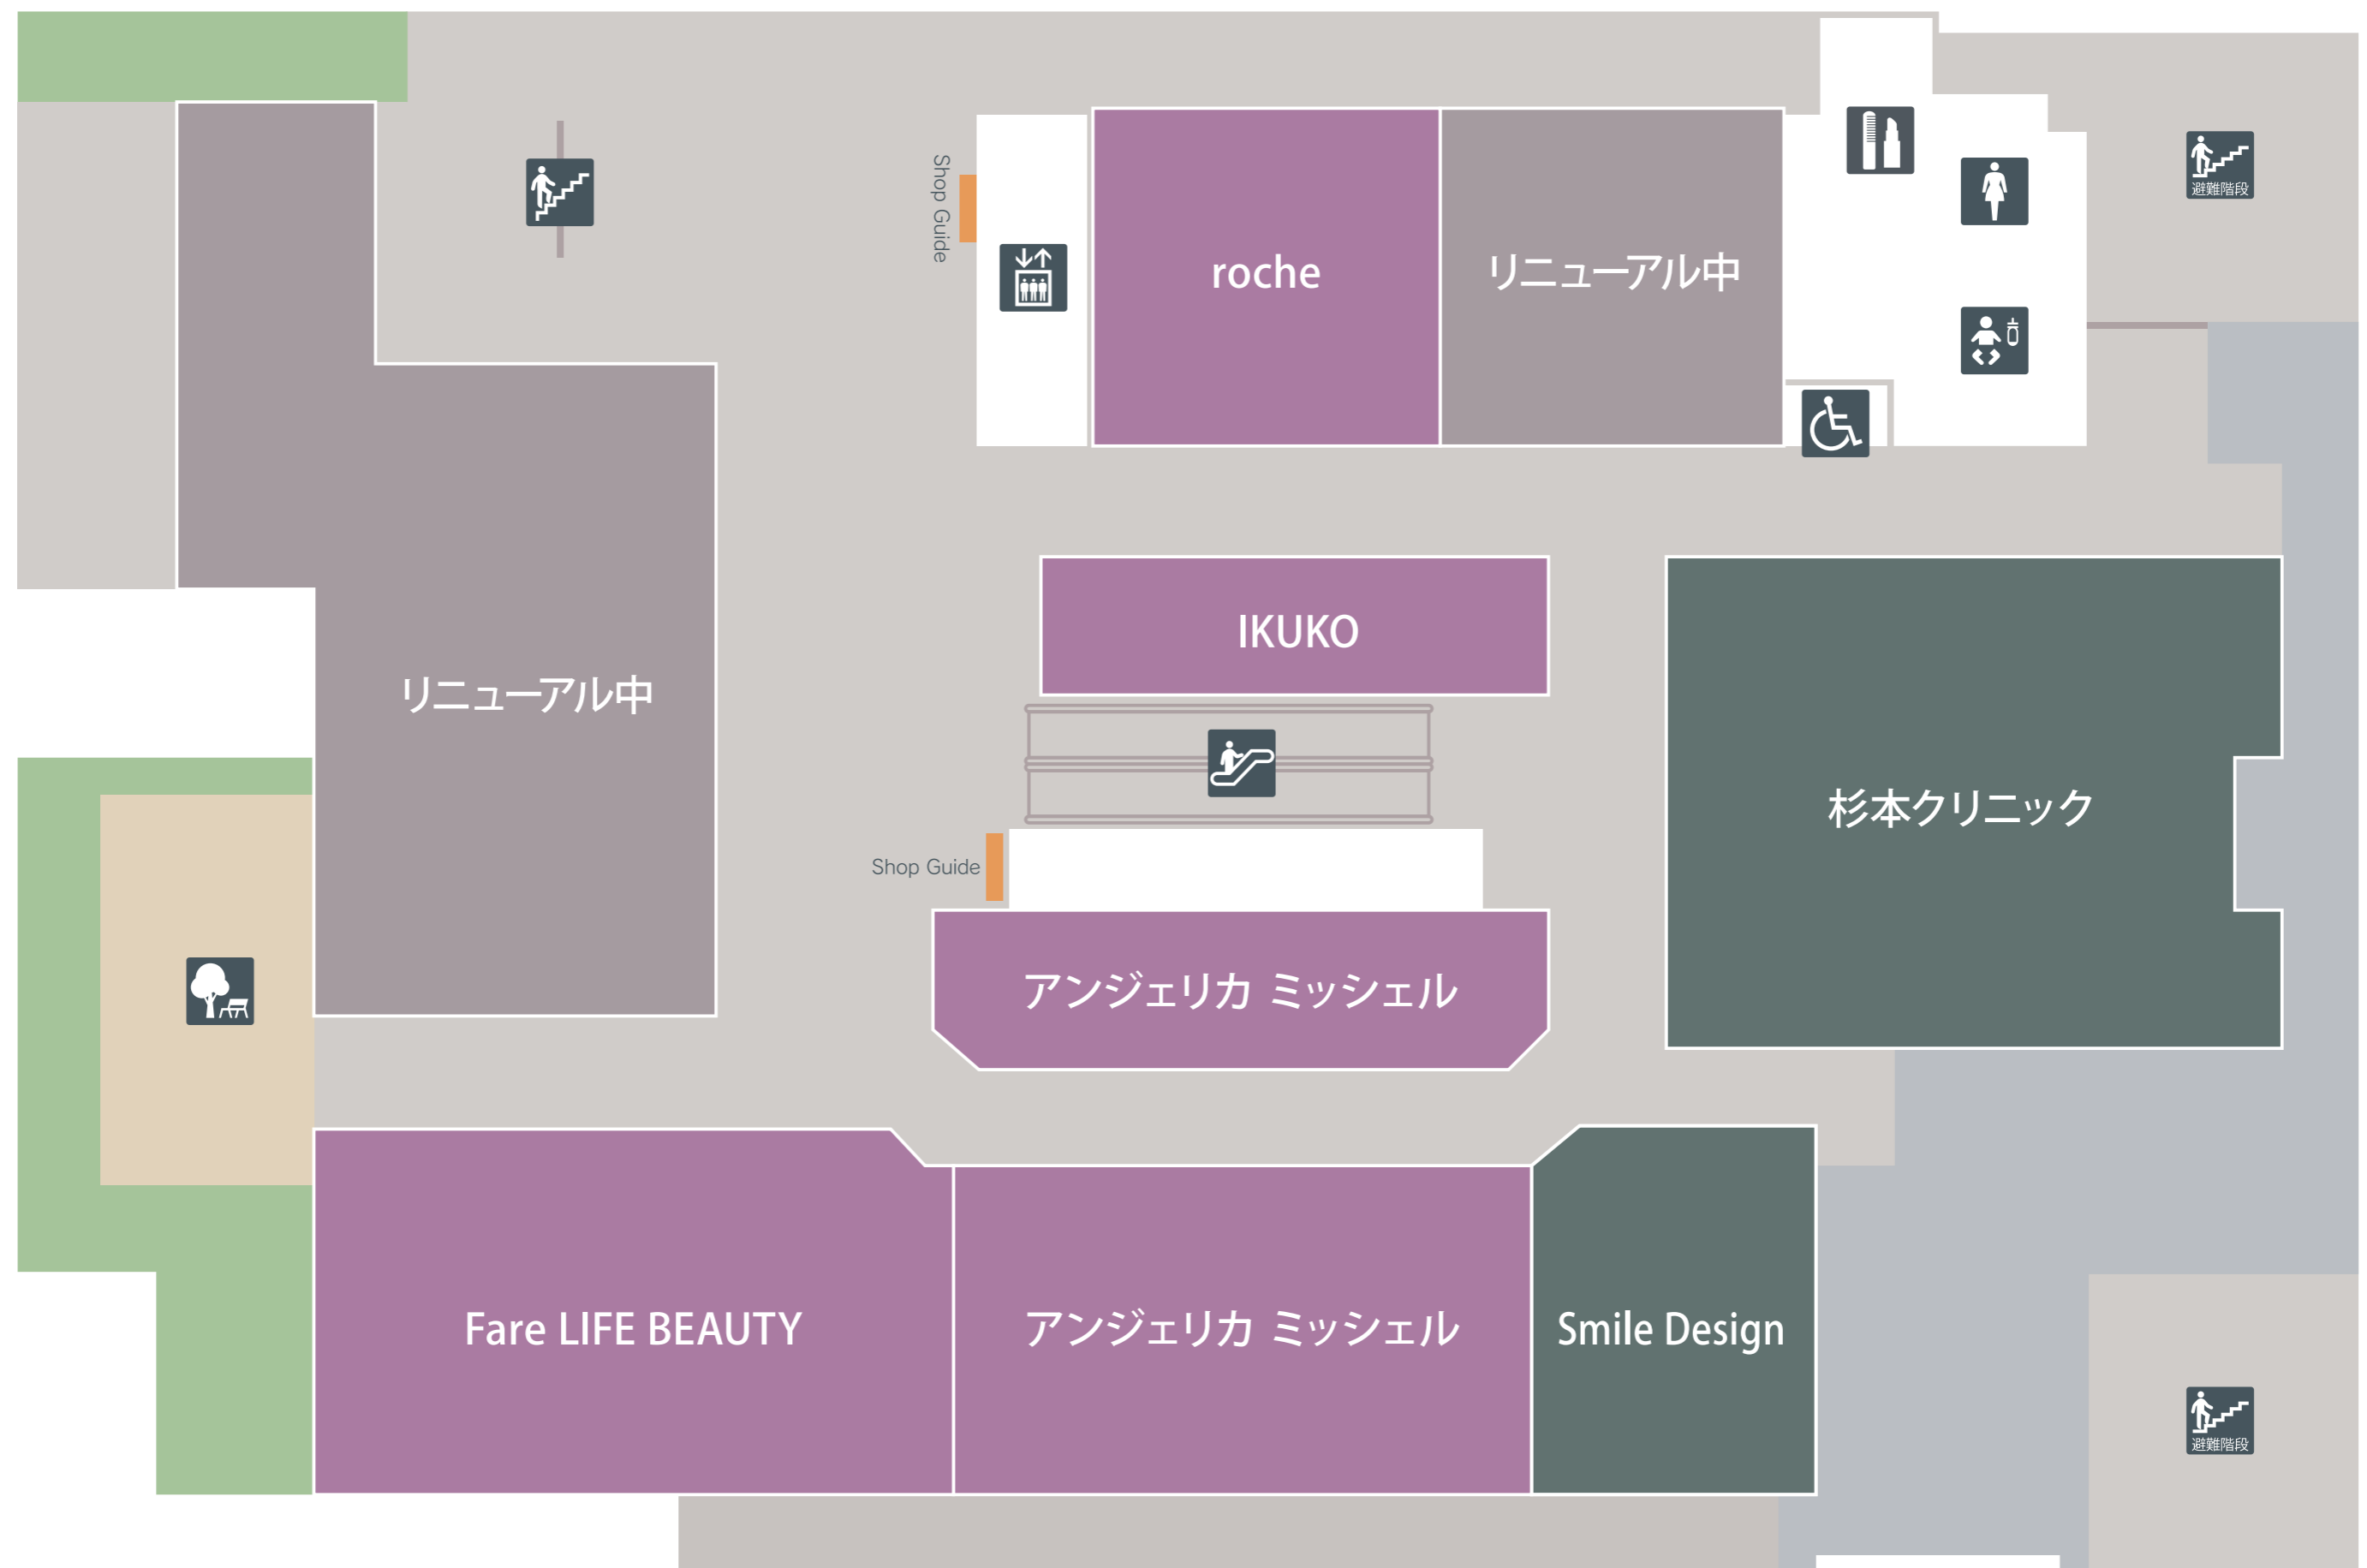 避難階段
Shop Guide
roche
リニューアル中
IKUKO
リニューアル中
杉本クリニック
Shop Guide
アンジェリカ ミッシェル
Fare LIFE BEAUTY
アンジェリカ ミッシェル
Smile Design
避難階段